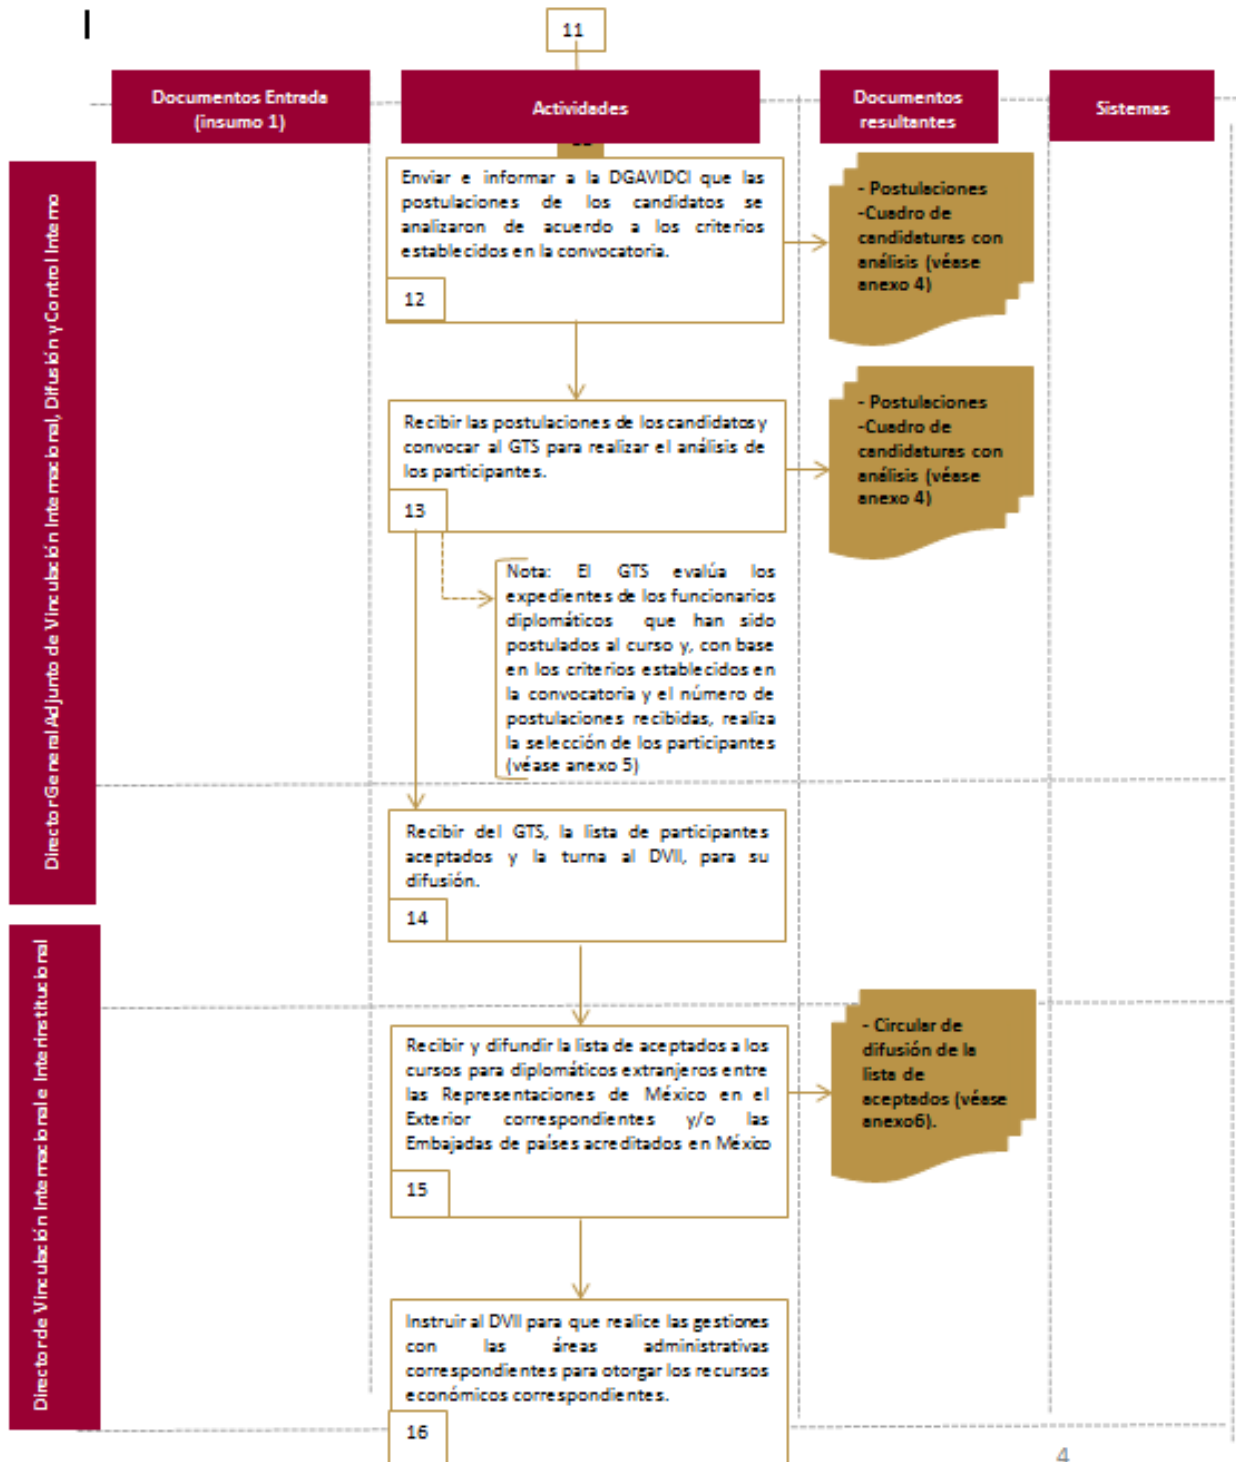 11
Documentos Entrada
(insumo 1)
Actividades
Documentos
resultantes
Sistemas
Director General Adjunto de Vinculación Internacional, Difusión y Control Interno
Enviar e informar a la DGAVIDCI que las
postulaciones de los candidatos se
analizaron de acuerdo a los criterios
establecidos en la convocatoria.
12
- Postulaciones
-Cuadro de
candidaturas con
análisis (véase
anexo 4)
Recibir las postulaciones de los candidatos y
convocar al GTS para realizar el análisis de
los participantes.
13
- Postulaciones
-Cuadro de
candidaturas con
análisis (véase
anexo 4)
Nota: El GTS evalúa los
expedientes de los funcionarios
diplomáticos que han sido
postulados al curso y, con base
en los criterios establecidos en
la convocatoria y el número de
postulaciones recibidas, realiza
la selección de los participantes
(véase anexo 5)
Recibir del GTS, la lista de participantes
aceptados y la turna al DVII, para su
difusión.
14
Director de Vinculación Internacional e Interinstitucional
Recibir y difundir la lista de aceptados a los
cursos para diplomáticos extranjeros entre
las Representaciones de México en el
Exterior correspondientes y/o las
Embajadas de países acreditados en México
15
- Circular de
difusión de la
lista de
aceptados (véase
anexo6).
Instruir al DVII para que realice las gestiones
con las áreas administrativas
correspondientes para otorgar los recursos
económicos correspondientes.
16
4